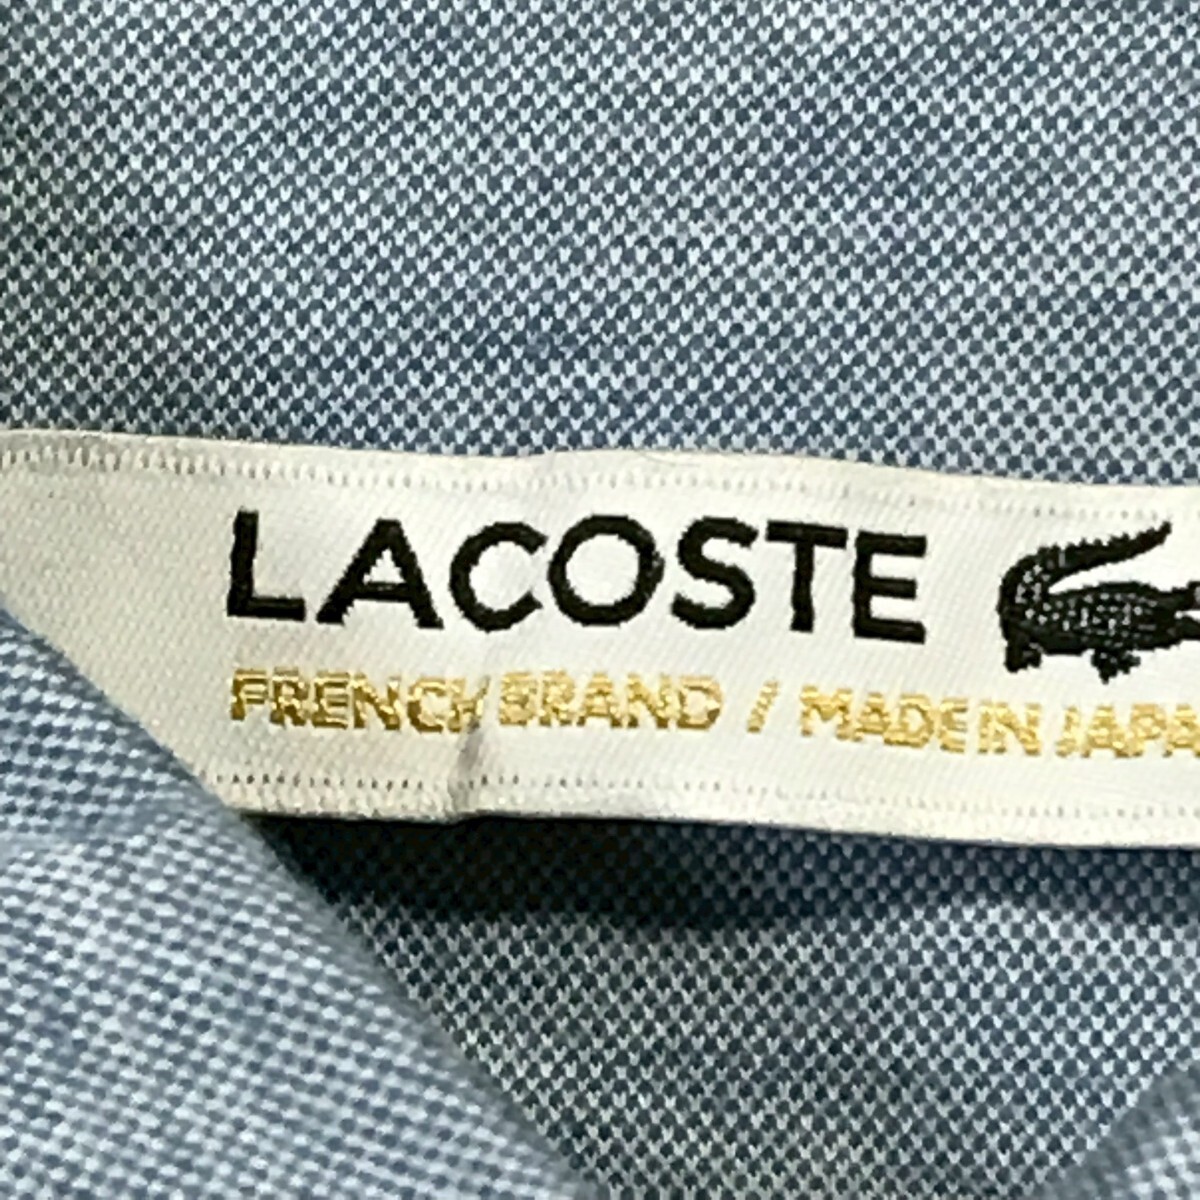 LACOSTE
FRENCH BRAND / MADE IN JAPA